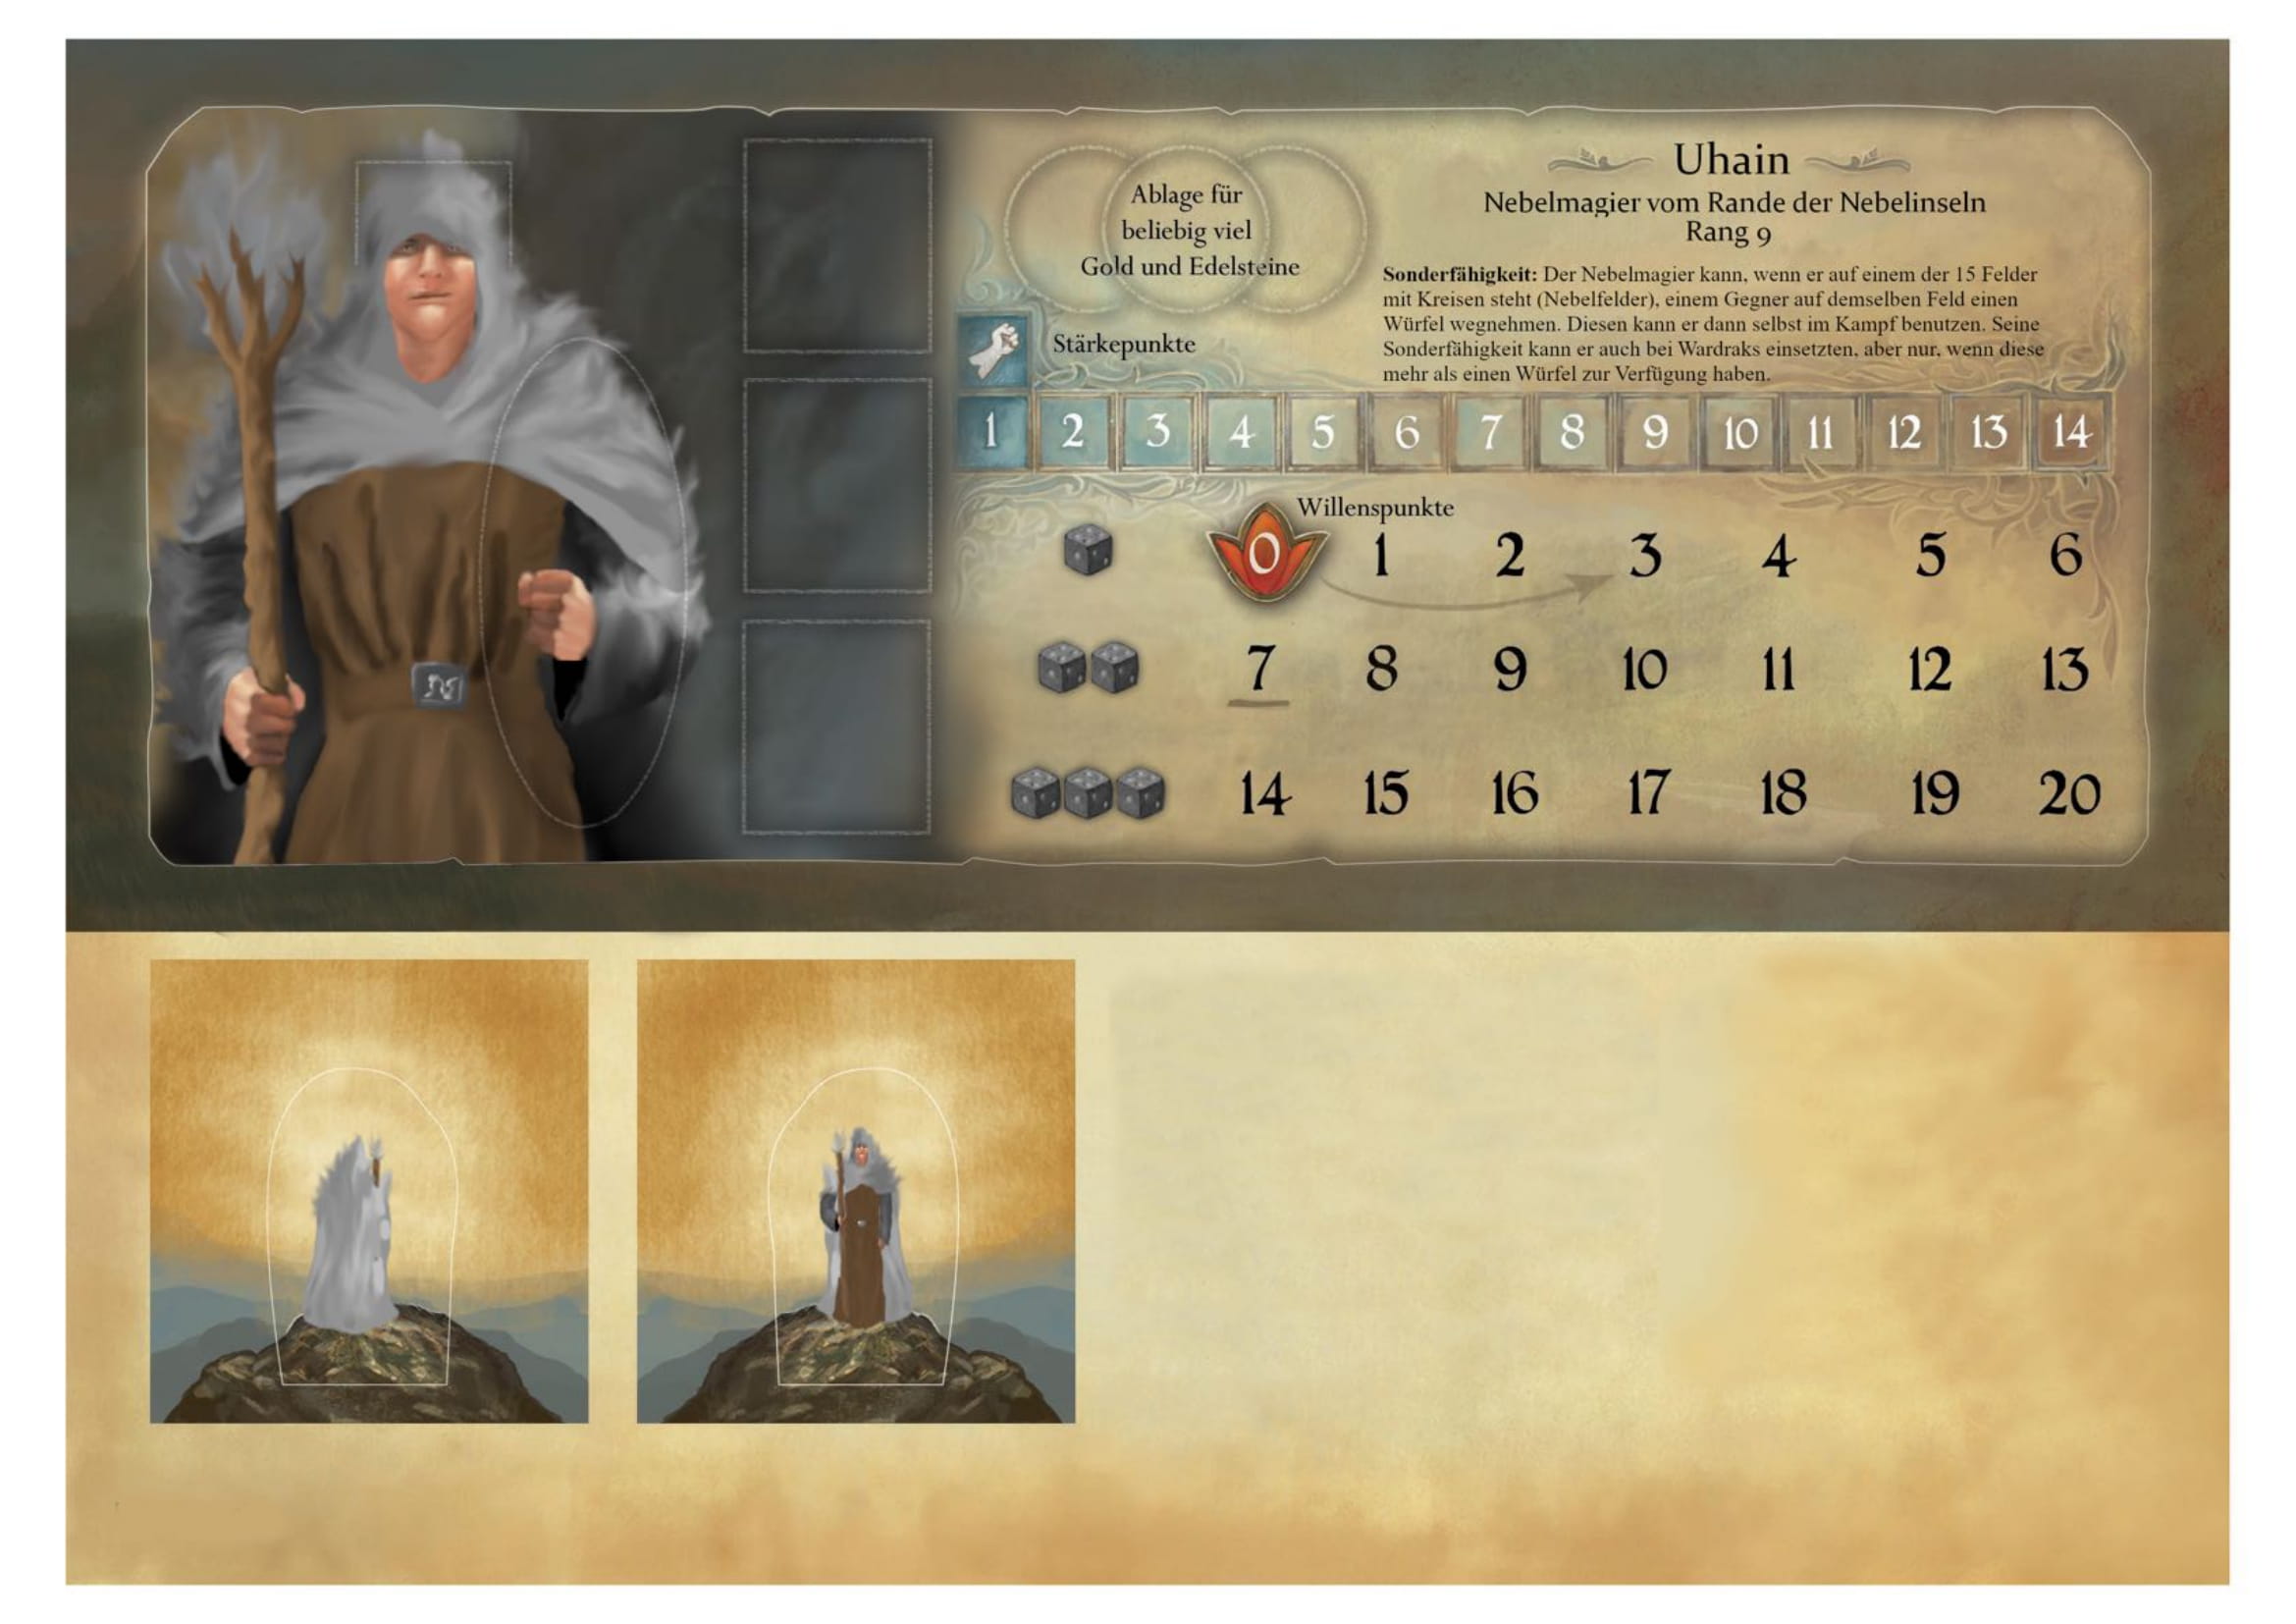 Uhain
Nebelmagier vom Rande der Nebelinseln
Rang 9
Ablage für
beliebig viel
Gold und Edelsteine
Sonderfähigkeit: Der Nebelmagier kann, wenn er auf einem der 15 Felder
mit Kreisen steht (Nebelfelder), einem Gegner auf demselben Feld einen
Würfel wegnehmen. Diesen kann er dann selbst im Kampf benutzen. Seine
Sonderfähigkeit kann er auch bei Wardraks einsetzten, aber nur, wenn diese
mehr als einen Würfel zur Verfügung haben.
Stärkepunkte
1 2 3 4 5 6 7 8 9 10 11 12 13 14
Willenspunkte
0 1 2 3 4 5 6
7 8 9 10 11 12 13
14 15 16 17 18 19 20